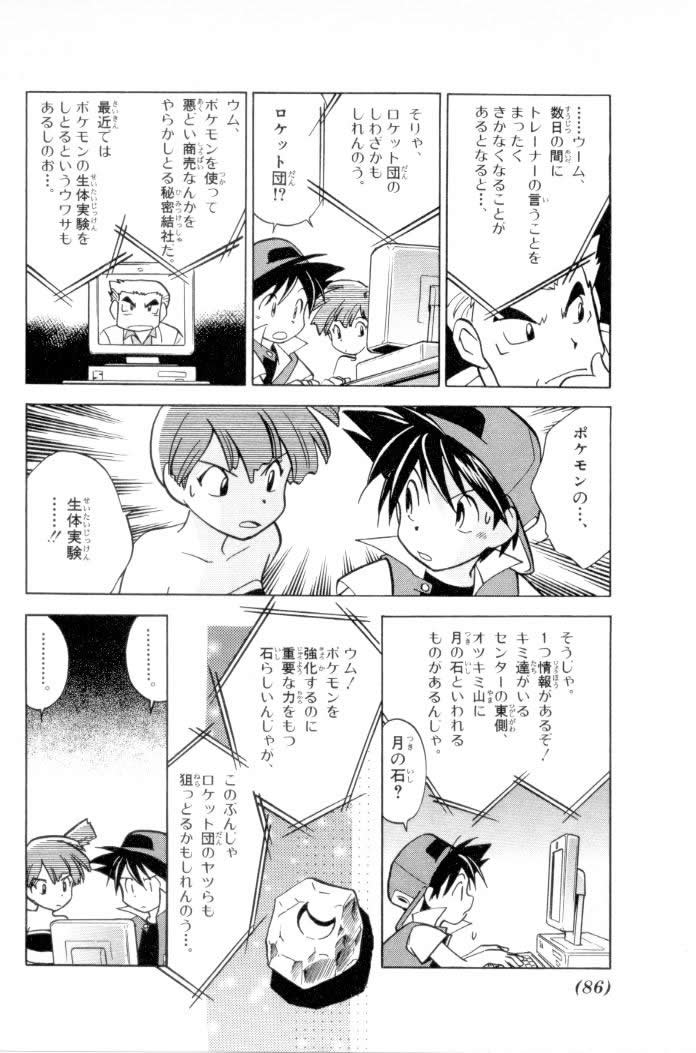 ……ウーム、
数日の間に
トレーナーの言うことを
まったく
きかなくなることが
あるとなると…、
そりゃ、
ロケット団の
しわざかも
しれんのう。
ロケット団!?
ウム、
ポケモンを使って
悪どい商売なんかを
やらかしとる秘密結社だ。
最近では
ポケモンの生体実験を
しとるというウワサも
あるしのお…。
ポケモンの…、
生体実験
……!!
そうじゃ。
1つ情報があるぞ!
キミ達がいる
センターの東側、
オツキミ山に
月の石といわれる
ものがあるんじゃ。
月の石?
ウム!
ポケモンを
強化するのに
重要な力をもつ
石らしいんじゃが、
このぶんじゃ
ロケット団のヤツらも
狙っとるかもしれんのう…。
………。
………。
(86)